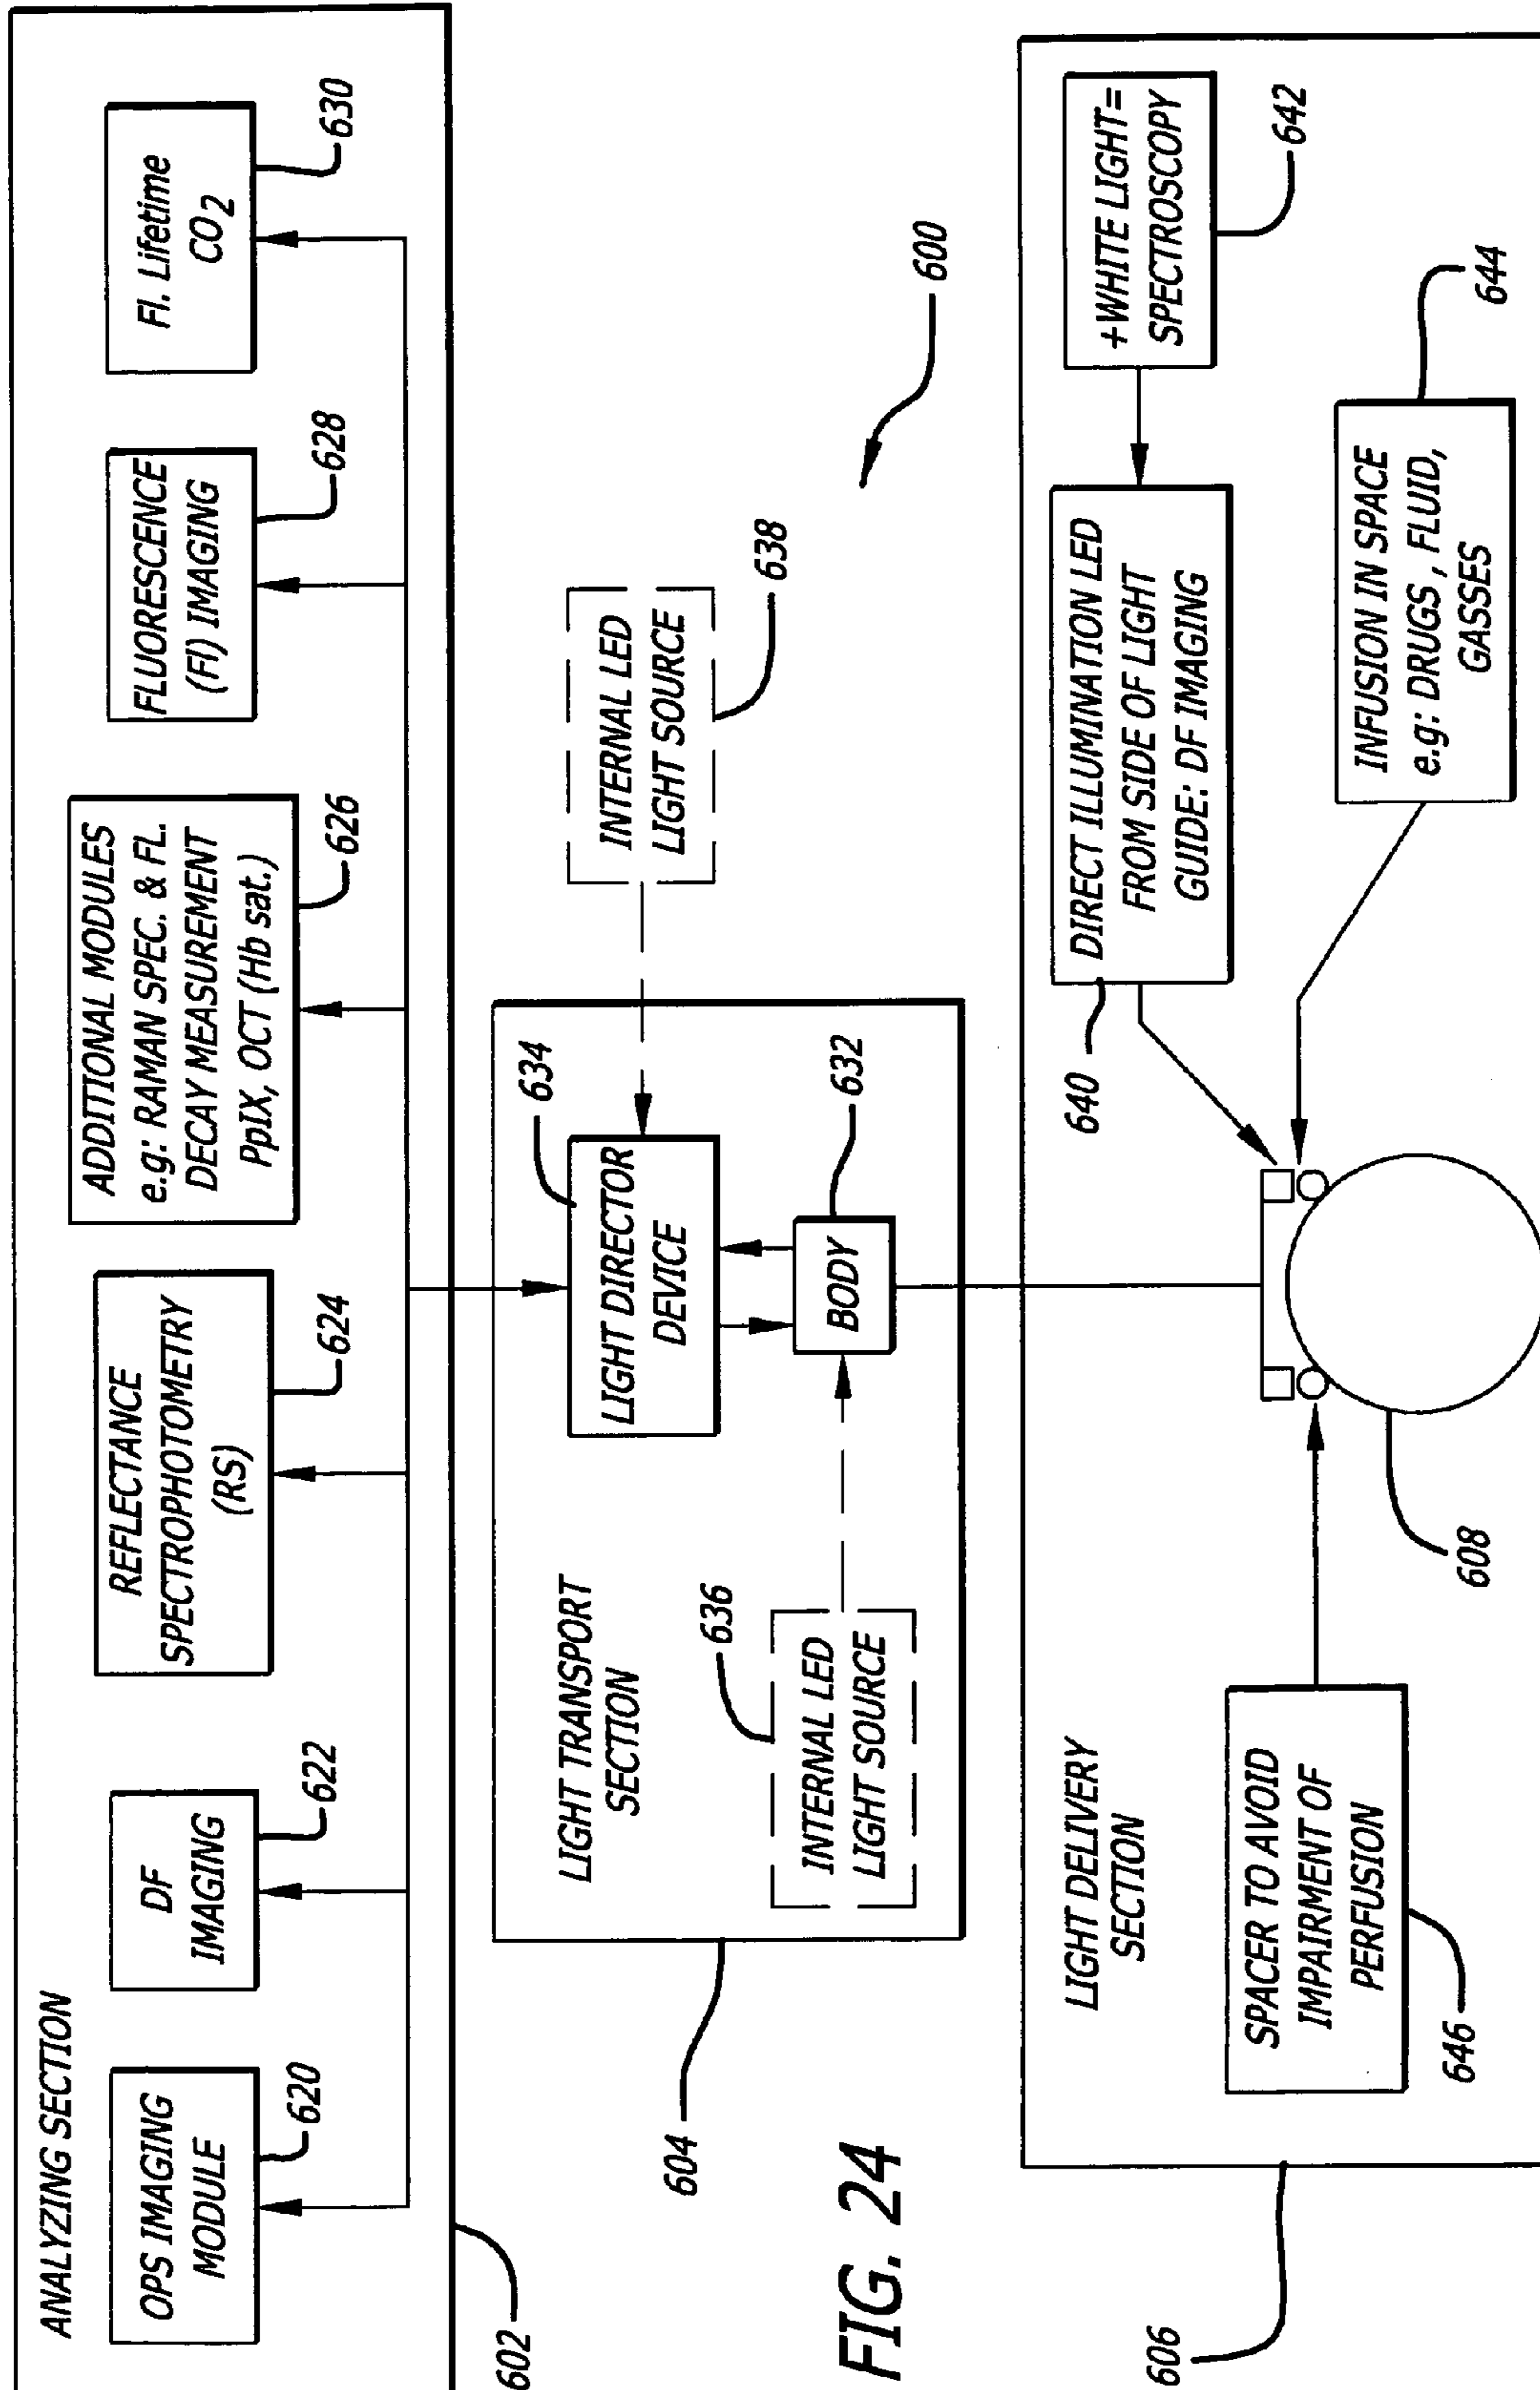 ANALYZING SECTION
OPS IMAGING
MODULE
620
DF
IMAGING
622
REFLECTANCE
SPECTROPHOTOMETRY
(RS)
624
ADDITIONAL MODULES
e.g: RAMAN SPEC. & FL.
DECAY MEASUREMENT
PpIX, OCT (Hb sat.)
626
FLUORESCENCE
(Fl) IMAGING
628
Fl. Lifetime
CO2
630
602
LIGHT TRANSPORT
SECTION
634
LIGHT DIRECTOR
DEVICE
INTERNAL LED
LIGHT SOURCE
638
636
INTERNAL LED
LIGHT SOURCE
BODY
632
604
600
FIG. 24
LIGHT DELIVERY
SECTION
640
DIRECT ILLUMINATION LED
FROM SIDE OF LIGHT
GUIDE: DF IMAGING
+WHITE LIGHT=
SPECTROSCOPY
642
SPACER TO AVOID
IMPAIRMENT OF
PERFUSION
646
608
INFUSION IN SPACE
e.g: DRUGS , FLUID,
GASSES
644
606